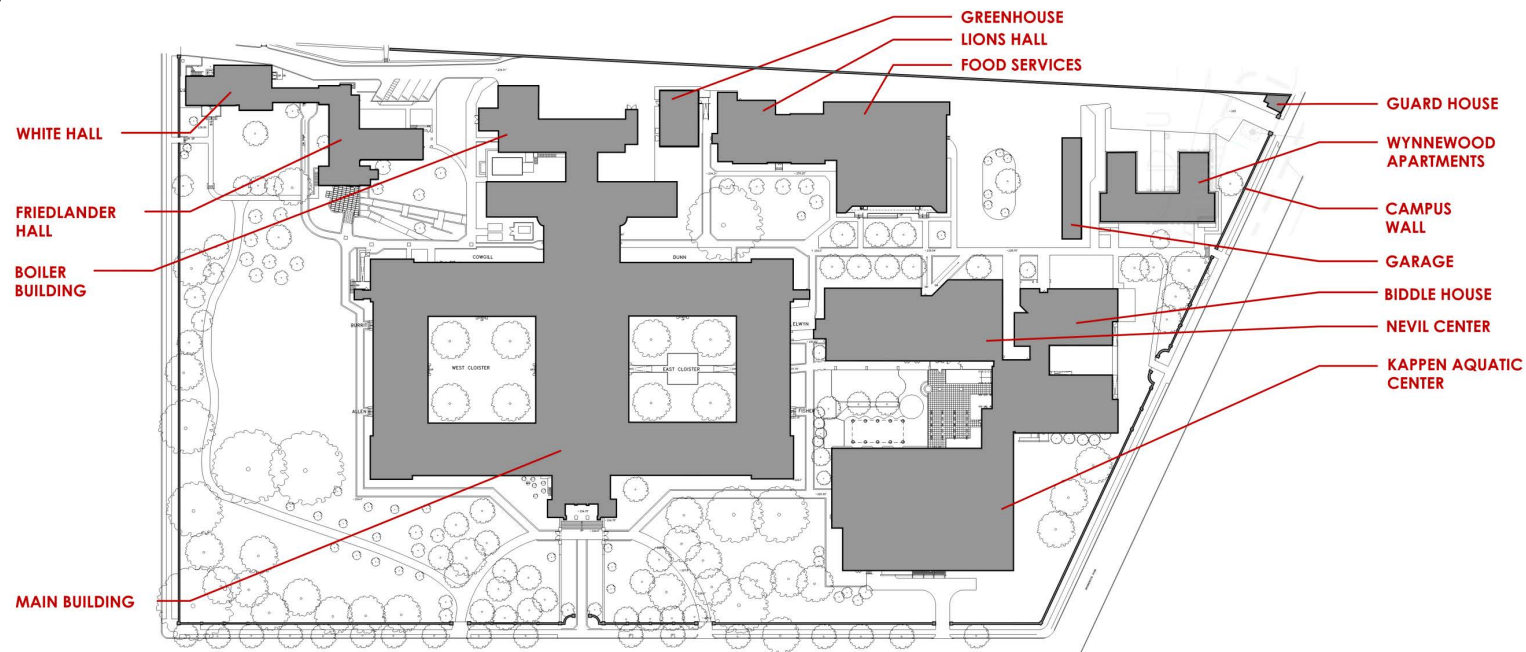 GREENHOUSE
LIONS HALL
FOOD SERVICES
GUARD HOUSE
WHITE HALL
WYNNEWOOD
APARTMENTS
FRIEDLANDER
HALL
CAMPUS
WALL
COWGILL
DUNN
GARAGE
BOILER
BUILDING
BIDDLE HOUSE
BURR
ELWYN
NEVIL CENTER
WEST CLOISTER
EAST CLOISTER
KAPPEN AQUATIC
CENTER
ALLEN
FISHER
MAIN BUILDING